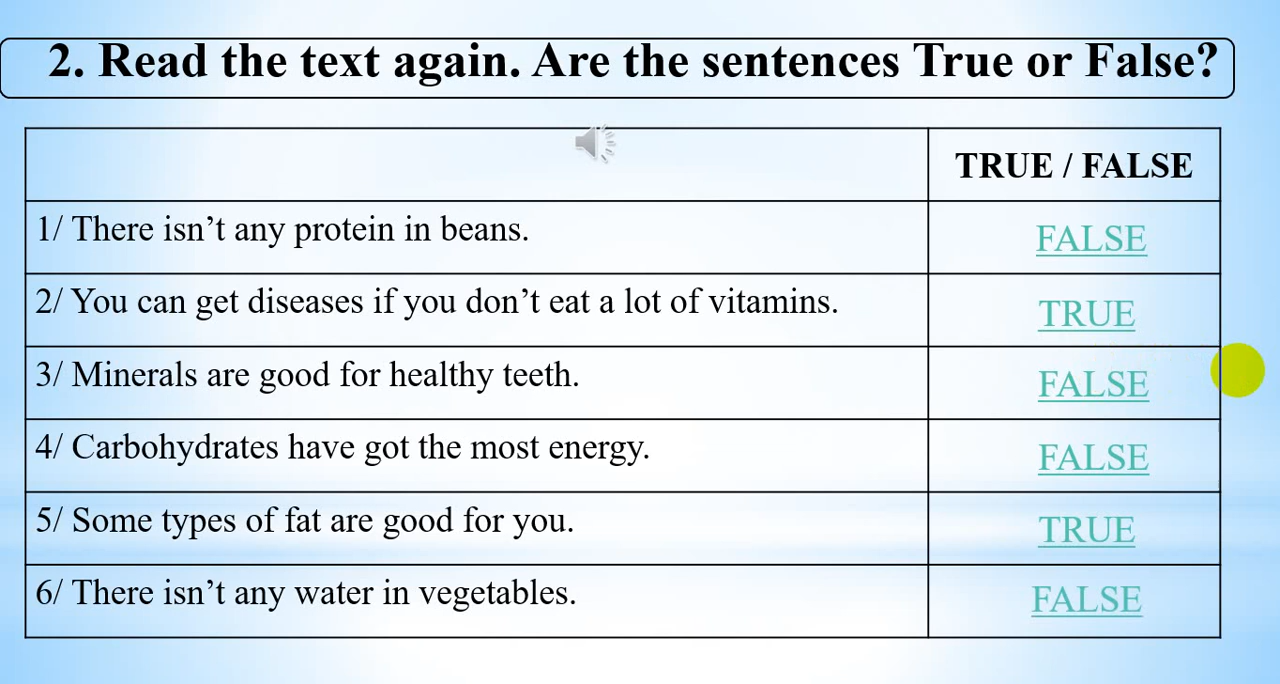 2. Read the text again. Are the sentences True or False?
TRUE / FALSE
1/ There isn’t any protein in beans.
FALSE
2/ You can get diseases if you don’t eat a lot of vitamins.
TRUE
3/ Minerals are good for healthy teeth.
FALSE
4/ Carbohydrates have got the most energy.
FALSE
5/ Some types of fat are good for you.
TRUE
6/ There isn’t any water in vegetables.
FALSE